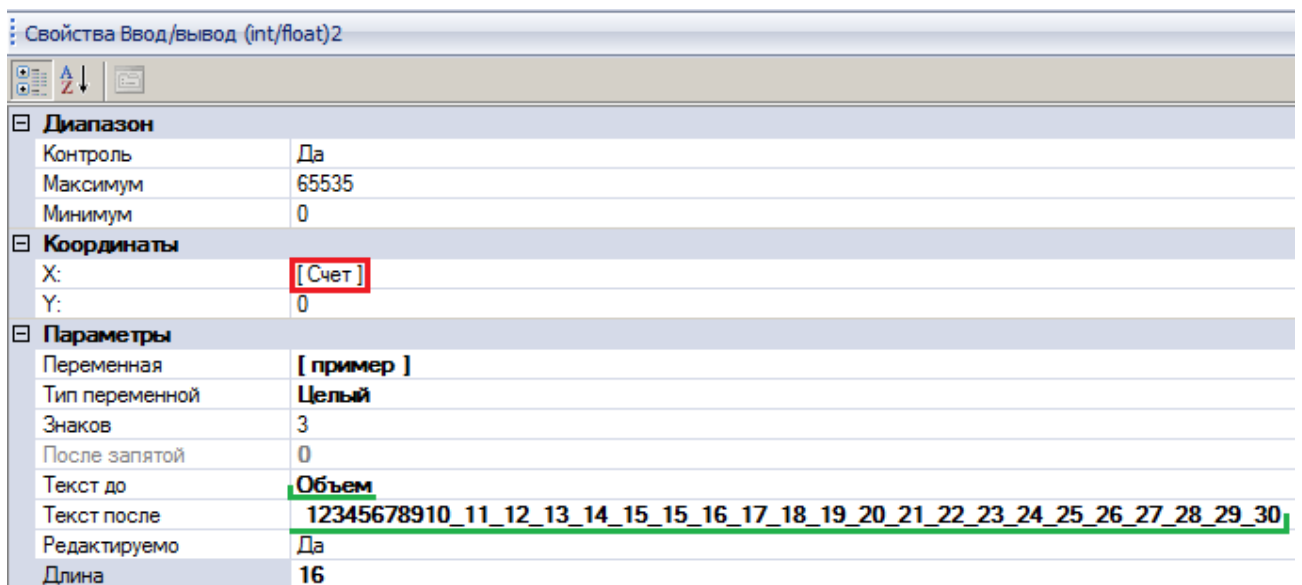 Свойства Ввод/вывод (int/float)2
A
Z
Диапазон
Контроль Да
Максимум 65535
Минимум 0
Координаты
X: [ Счет ]
Y: 0
Параметры
Переменная [ пример ]
Тип переменной Целый
Знаков 3
После запятой 0
Текст до Объем
Текст после 12345678910_11_12_13_14_15_15_16_17_18_19_20_21_22_23_24_25_26_27_28_29_30
Редактируемо Да
Длина 16